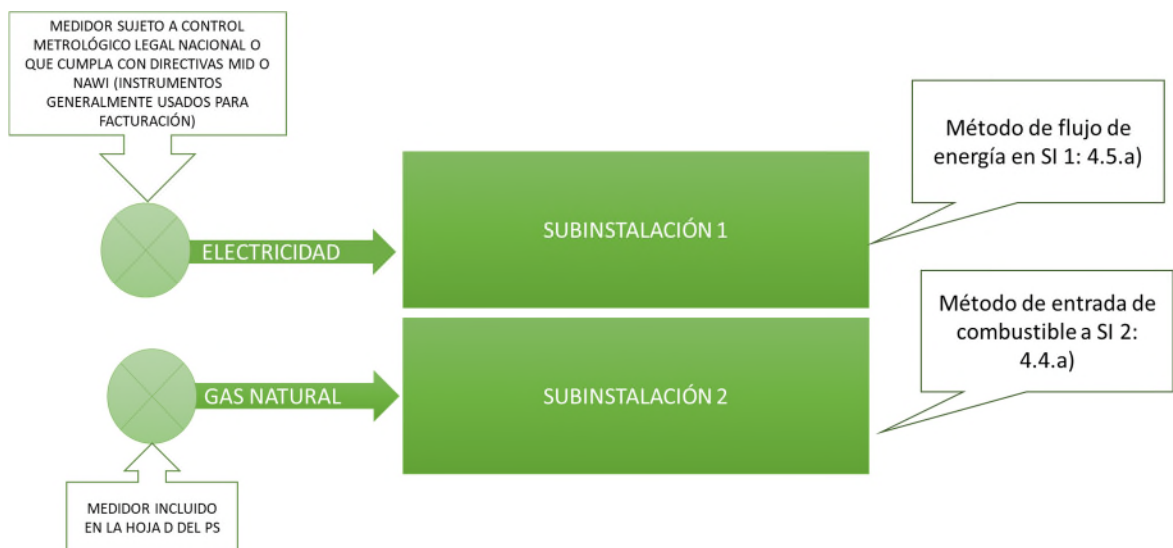 MEDIDOR SUJETO A CONTROL
METROLÓGICO LEGAL NACIONAL O
QUE CUMPLA CON DIRECTIVAS MID O
NAWI (INSTRUMENTOS
GENERALMENTE USADOS PARA
FACTURACIÓN)
Método de flujo de
energía en SI 1: 4.5.a)
ELECTRICIDAD
SUBINSTALACIÓN 1
Método de entrada de
combustible a SI 2:
4.4.a)
GAS NATURAL
SUBINSTALACIÓN 2
MEDIDOR INCLUIDO
EN LA HOJA D DEL PS